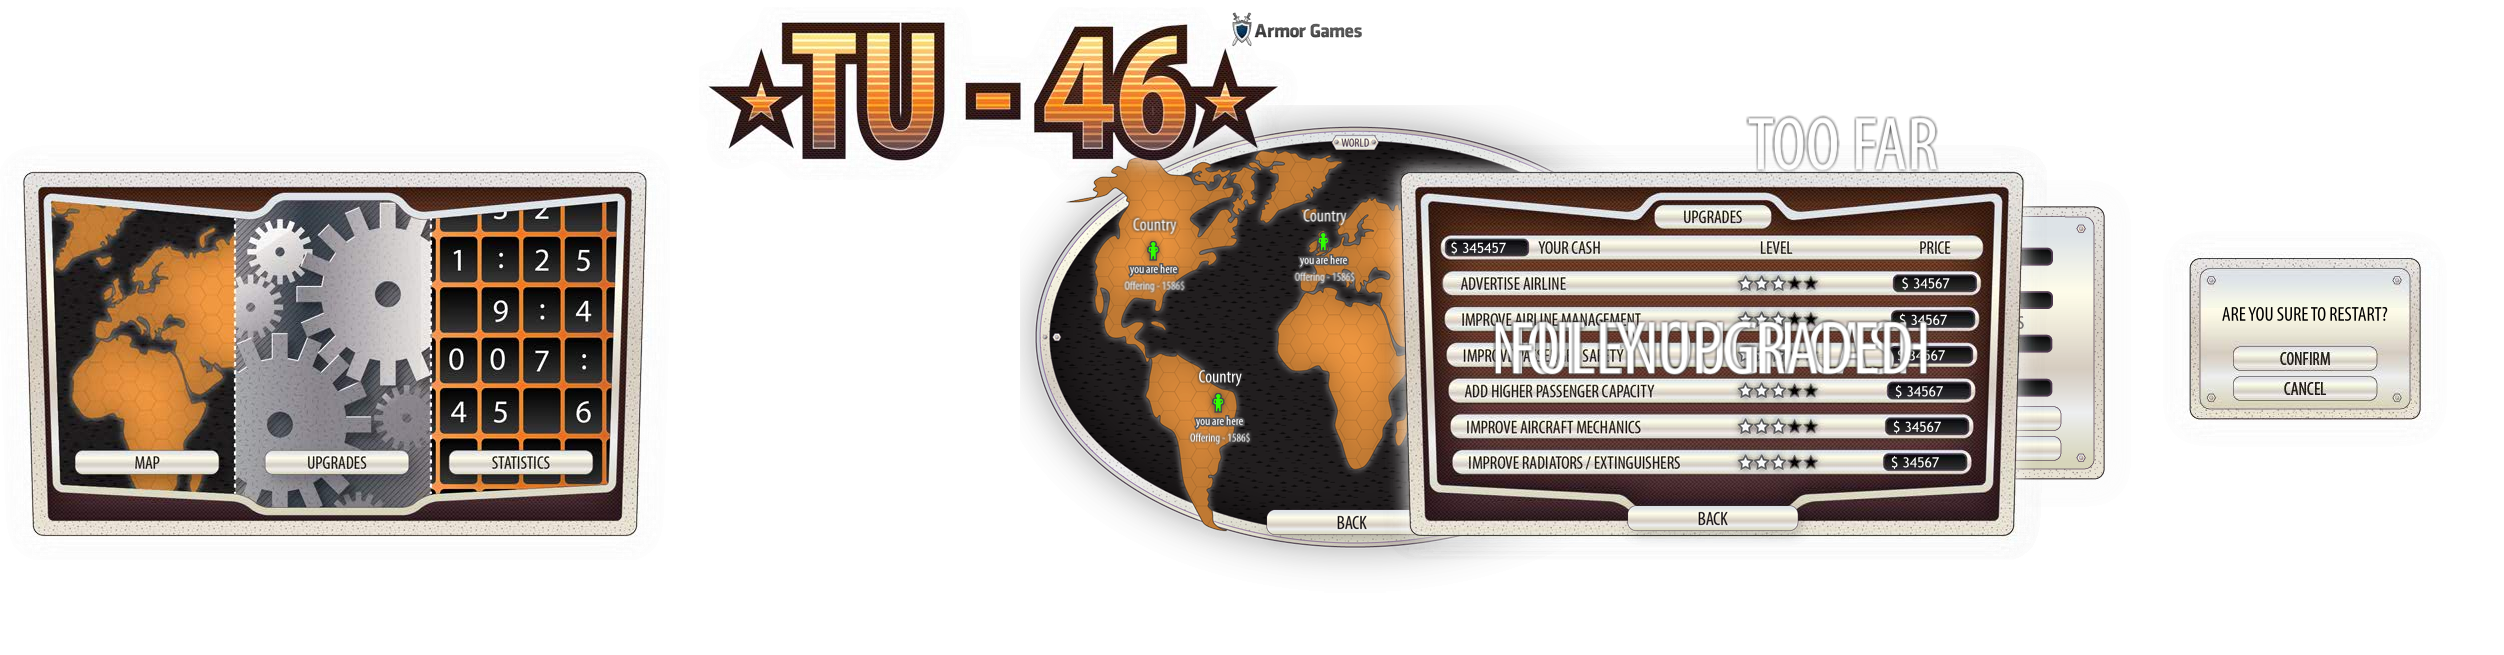 TU - 46
Armor Games
TOO FAR
WORLD
MAP
UPGRADES
STATISTICS
3 2
1 : 2 5
9 : 4
0 0 7 :
4 5 6
Country
you are here
Offering - 1586$
Country
you are here
Offering - 1586$
Country
you are here
Offering - 1586$
BACK
UPGRADES
$ 345457 YOUR CASH LEVEL PRICE
ADVERTISE AIRLINE $ 34567
IMPROVE AIRLINE MANAGEMENT $ 34567
IMPROVE PASSENGER SAFETY $ 34567
ADD HIGHER PASSENGER CAPACITY $ 34567
IMPROVE AIRCRAFT MECHANICS $ 34567
IMPROVE RADIATORS / EXTINGUISHERS $ 34567
BACK
ARE YOU SURE TO RESTART?
CONFIRM
CANCEL